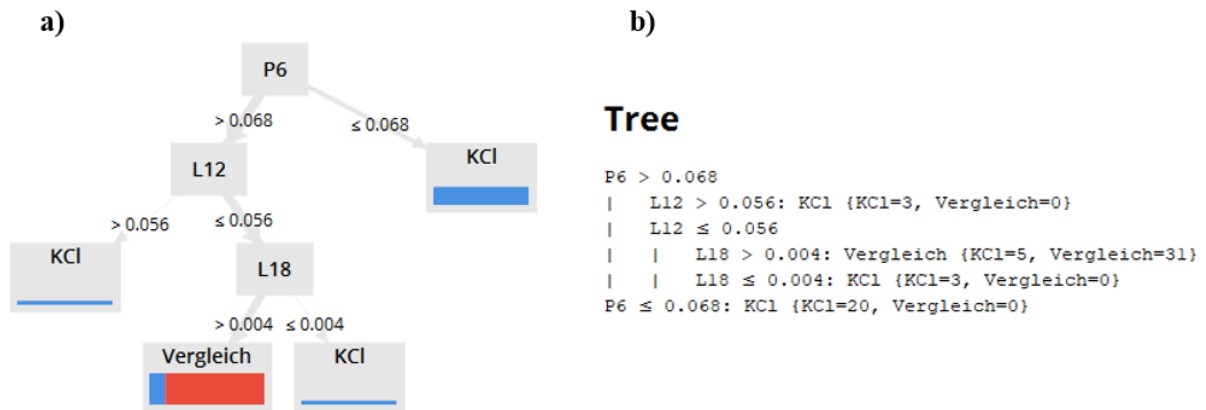 a)
P6
> 0.068
≤ 0.068
L12
KCl
> 0.056
≤ 0.056
KCl
L18
> 0.004
≤ 0.004
Vergleich
KCl
b)
Tree
P6 > 0.068
|   L12 > 0.056: KCl {KCl=3, Vergleich=0}
|   L12 ≤ 0.056
|   |   L18 > 0.004: Vergleich {KCl=5, Vergleich=31}
|   |   L18 ≤ 0.004: KCl {KCl=3, Vergleich=0}
P6 ≤ 0.068: KCl {KCl=20, Vergleich=0}